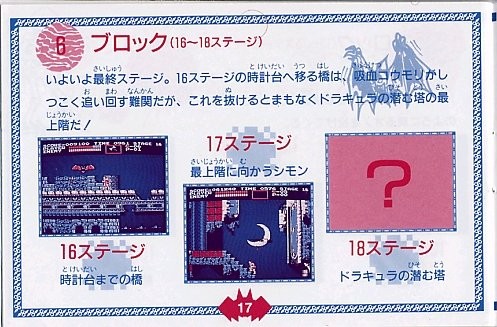 6 ブロック(16〜18ステージ)
いよいよ最終ステージ。16ステージの時計台へ移る橋は、吸血コウモリがし
つこく追い回す難関だが、これを抜けるとまもなくドラキュラの潜む塔の最
上階だ!
17ステージ
最上階に向からシモン
16ステージ
時計台までの橋
?
18ステージ
ドラキュラの潜む塔
17